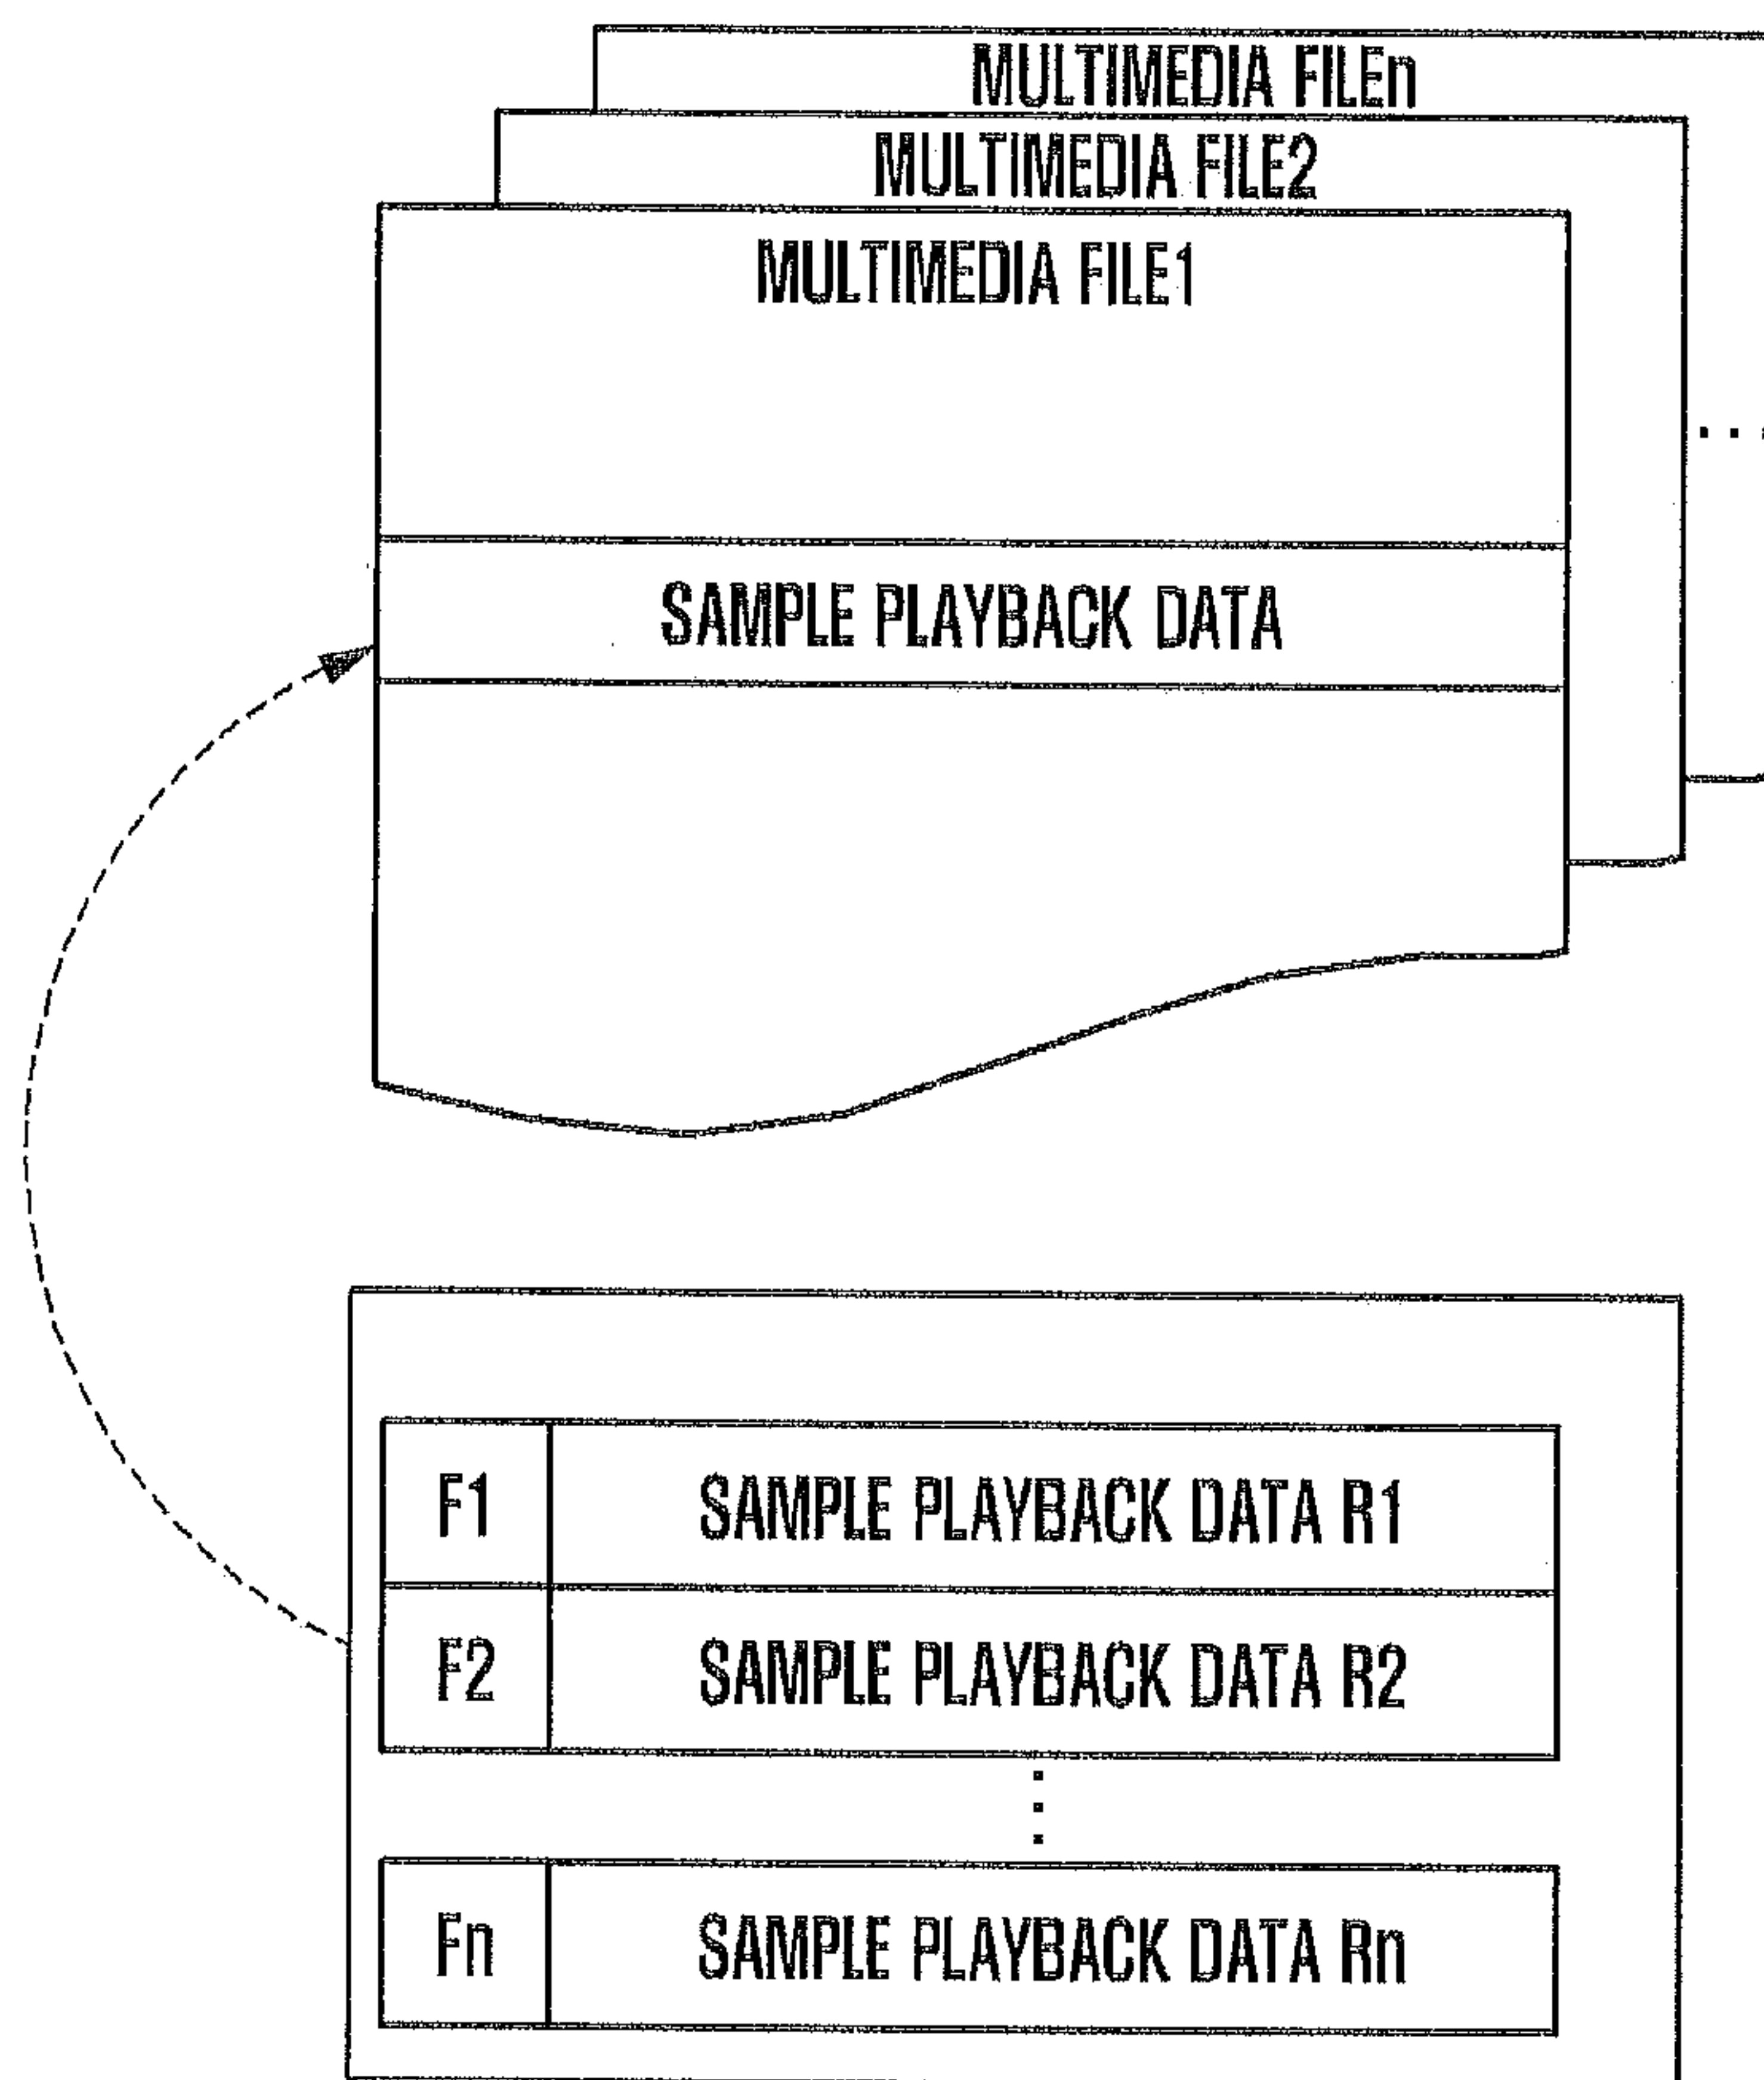 MULTIMEDIA FILEn
MULTIMEDIA FILE2
MULTIMEDIA FILE1
...
SAMPLE PLAYBACK DATA
F1 SAMPLE PLAYBACK DATA R1
F2 SAMPLE PLAYBACK DATA R2
Fn SAMPLE PLAYBACK DATA Rn